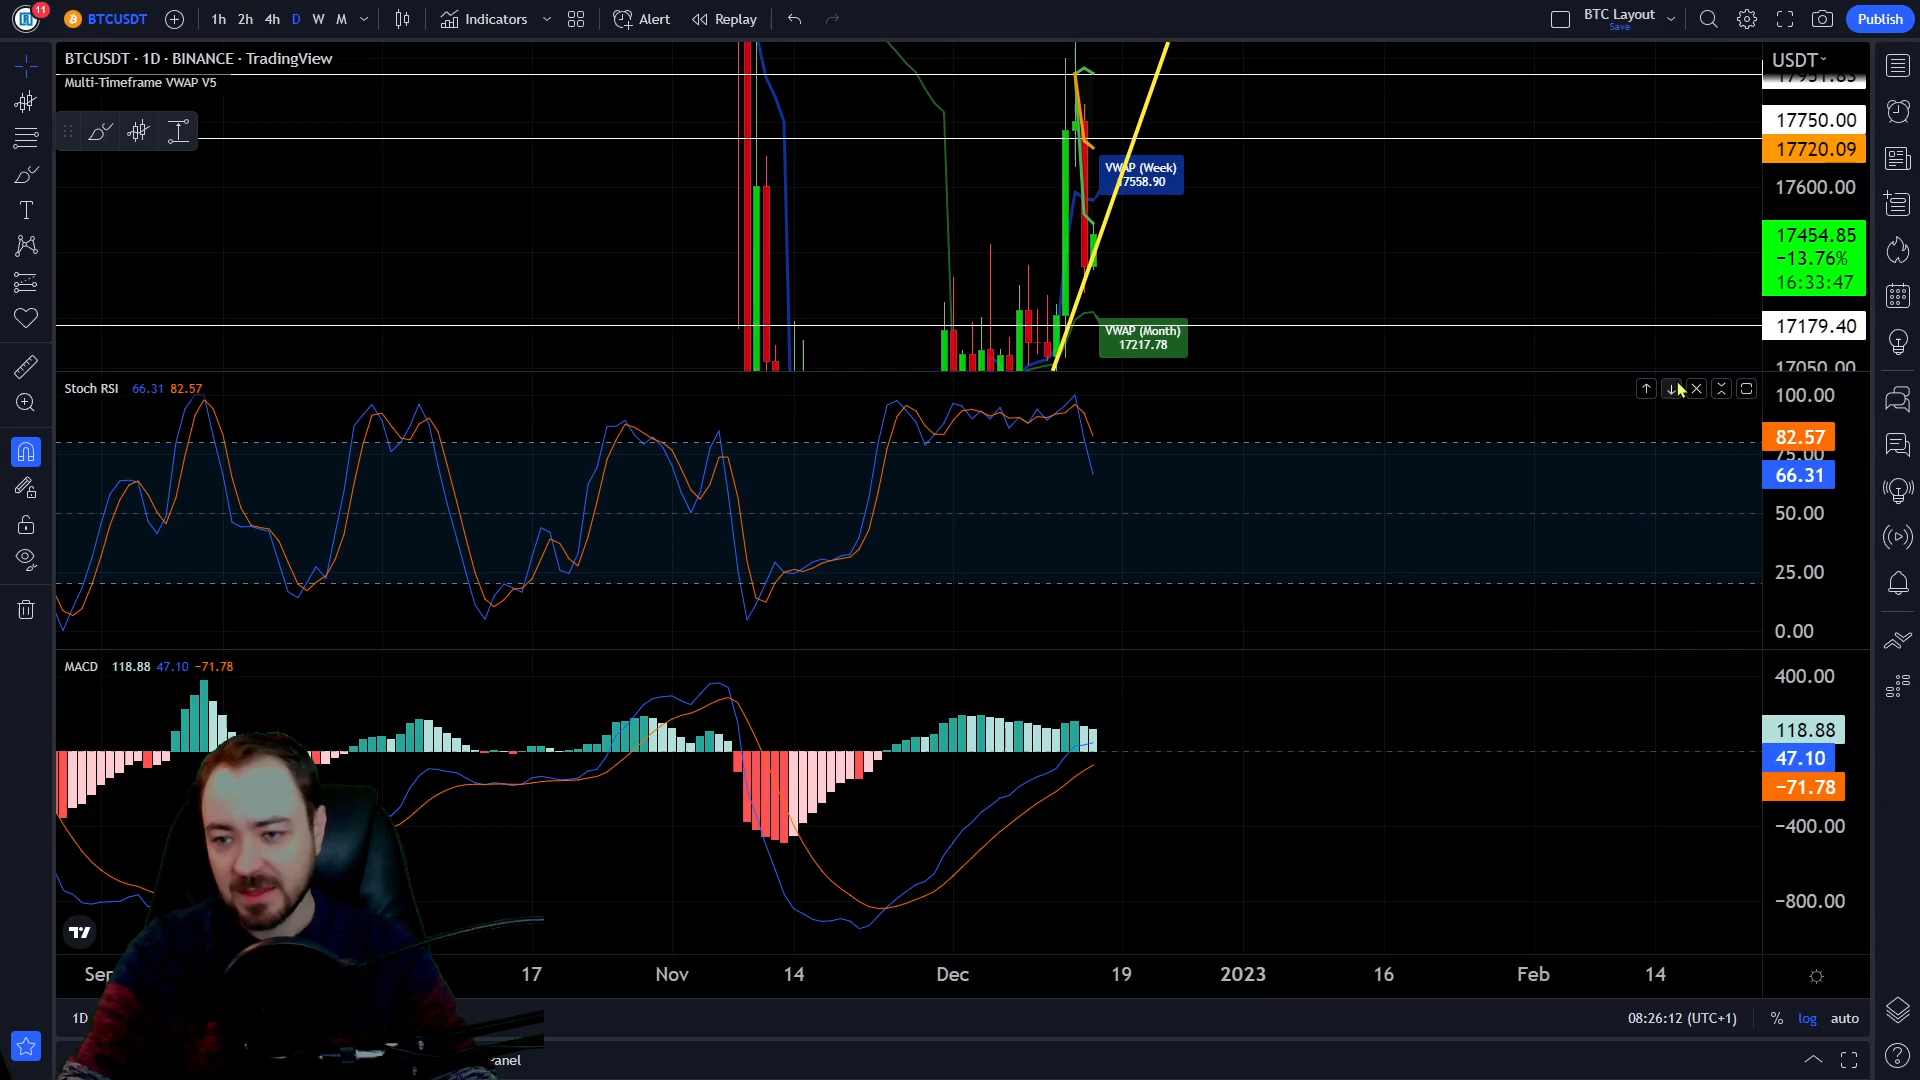 11
BTCUSDT
1h 2h 4h D W M
Indicators
Alert
Replay
BTC Layout
Save
Publish
BTCUSDT · 1D · BINANCE · TradingView
Multi-Timeframe VWAP V5
USDT
17951.83
17750.00
17720.09
VWAP (Week)
17558.90
17600.00
17454.85
−13.76%
16:33:47
VWAP (Month)
17217.78
17179.40
17050.00
Stoch RSI 66.31 82.57
100.00
82.57
75.00
66.31
50.00
25.00
0.00
MACD 118.88 47.10 −71.78
400.00
118.88
47.10
−71.78
−400.00
−800.00
17 Nov 14 Dec 19 2023 16 Feb 14
1D
08:26:12 (UTC+1)
% log auto